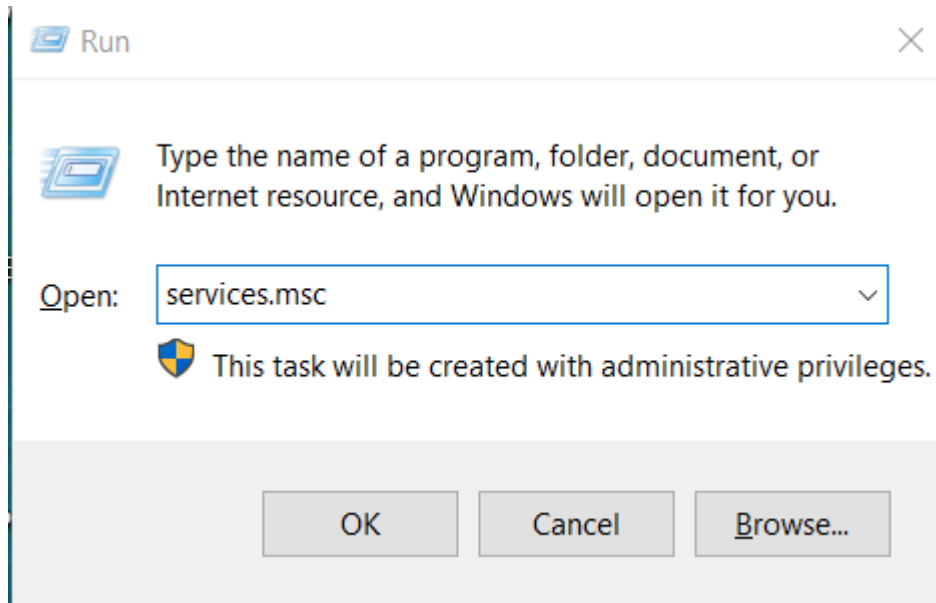 Run
Type the name of a program, folder, document, or
Internet resource, and Windows will open it for you.
Open: services.msc
This task will be created with administrative privileges.
OK Cancel Browse...